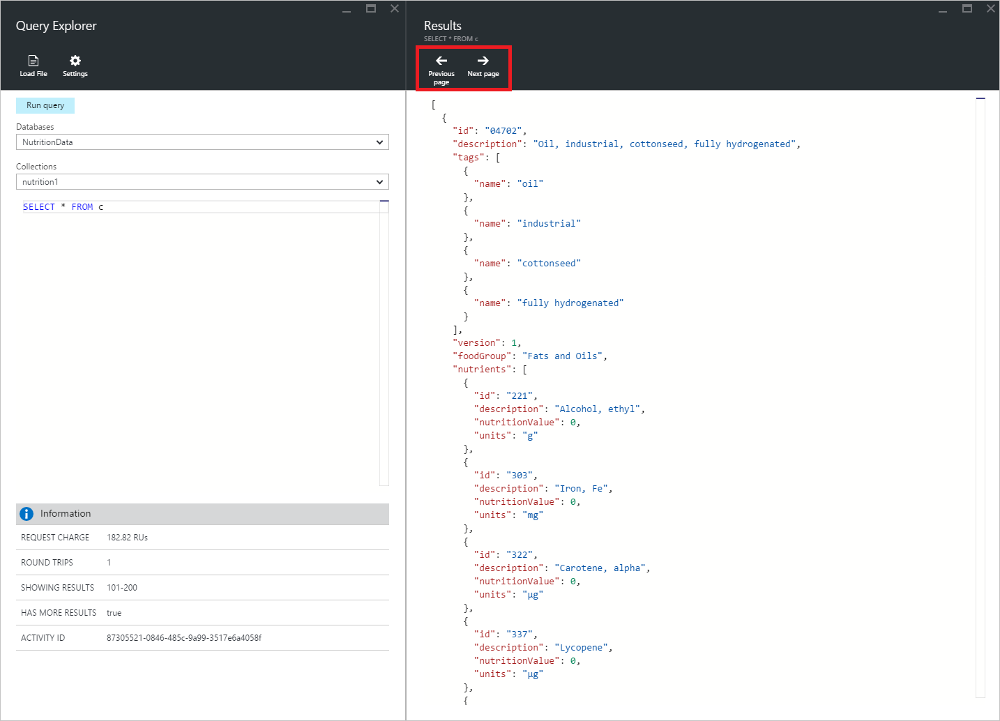 Query Explorer
Load File
Settings
Run query
Databases
NutritionData
Collections
nutrition1
SELECT * FROM c
Information
REQUEST CHARGE 182.82 RUs
ROUND TRIPS 1
SHOWING RESULTS 101-200
HAS MORE RESULTS true
ACTIVITY ID 87305521-0846-485c-9a99-3517e6a4058f
Results
SELECT * FROM c
Previous page
Next page
[
{
"id": "04702",
"description": "Oil, industrial, cottonseed, fully hydrogenated",
"tags": [
{
"name": "oil"
},
{
"name": "industrial"
},
{
"name": "cottonseed"
},
{
"name": "fully hydrogenated"
}
],
"version": 1,
"foodGroup": "Fats and Oils",
"nutrients": [
{
"id": "221",
"description": "Alcohol, ethyl",
"nutritionValue": 0,
"units": "g"
},
{
"id": "303",
"description": "Iron, Fe",
"nutritionValue": 0,
"units": "mg"
},
{
"id": "322",
"description": "Carotene, alpha",
"nutritionValue": 0,
"units": "µg"
},
{
"id": "337",
"description": "Lycopene",
"nutritionValue": 0,
"units": "µg"
},
{